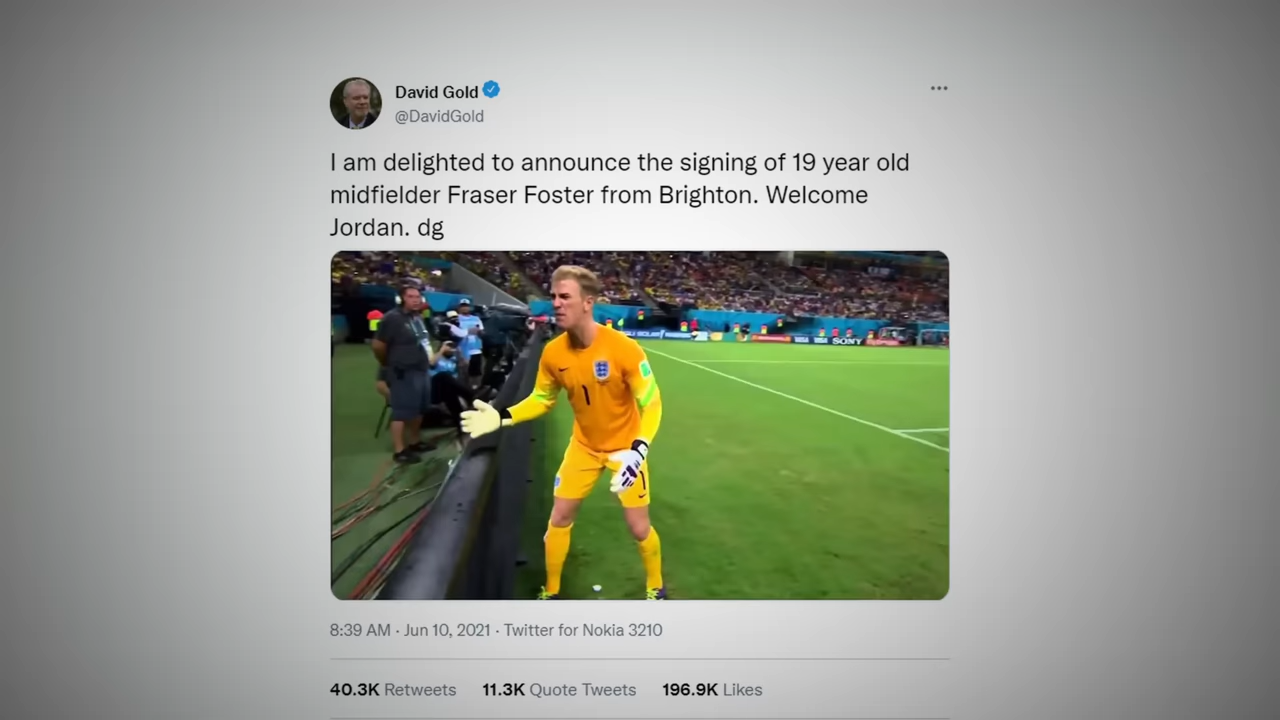 David Gold
@DavidGold
I am delighted to announce the signing of 19 year old
midfielder Fraser Foster from Brighton. Welcome
Jordan. dg
SONY
1
1
8:39 AM · Jun 10, 2021 · Twitter for Nokia 3210
40.3K Retweets 11.3K Quote Tweets 196.9K Likes